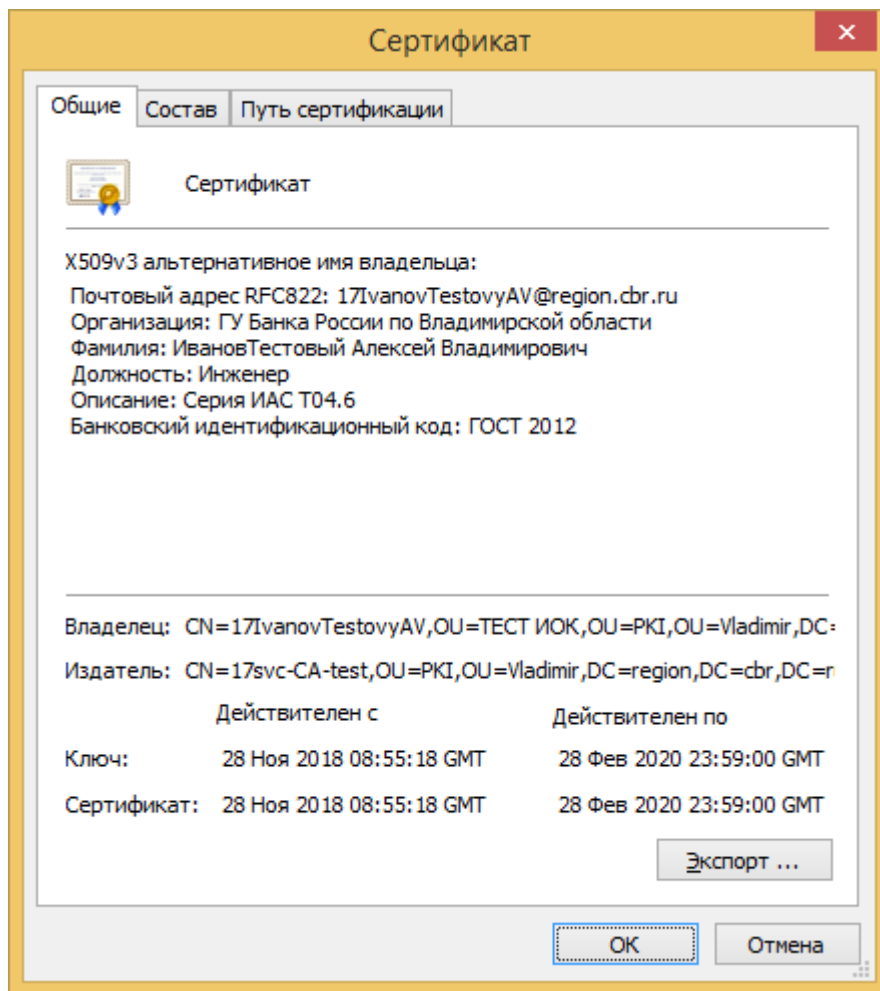 Сертификат
Общие Состав Путь сертификации
Сертификат
X509v3 альтернативное имя владельца:
Почтовый адрес RFC822: 17IvanovTestovyAV@region.cbr.ru
Организация: ГУ Банка России по Владимирской области
Фамилия: ИвановТестовый Алексей Владимирович
Должность: Инженер
Описание: Серия ИАС Т04.6
Банковский идентификационный код: ГОСТ 2012
Владелец: CN=17IvanovTestovyAV,OU=ТЕСТ ИОК,OU=PKI,OU=Vladimir,DC=
Издатель: CN=17svc-CA-test,OU=PKI,OU=Vladimir,DC=region,DC=cbr,DC=r
Действителен с Действителен по
Ключ: 28 Ноя 2018 08:55:18 GMT 28 Фев 2020 23:59:00 GMT
Сертификат: 28 Ноя 2018 08:55:18 GMT 28 Фев 2020 23:59:00 GMT
Экспорт ...
ОК Отмена